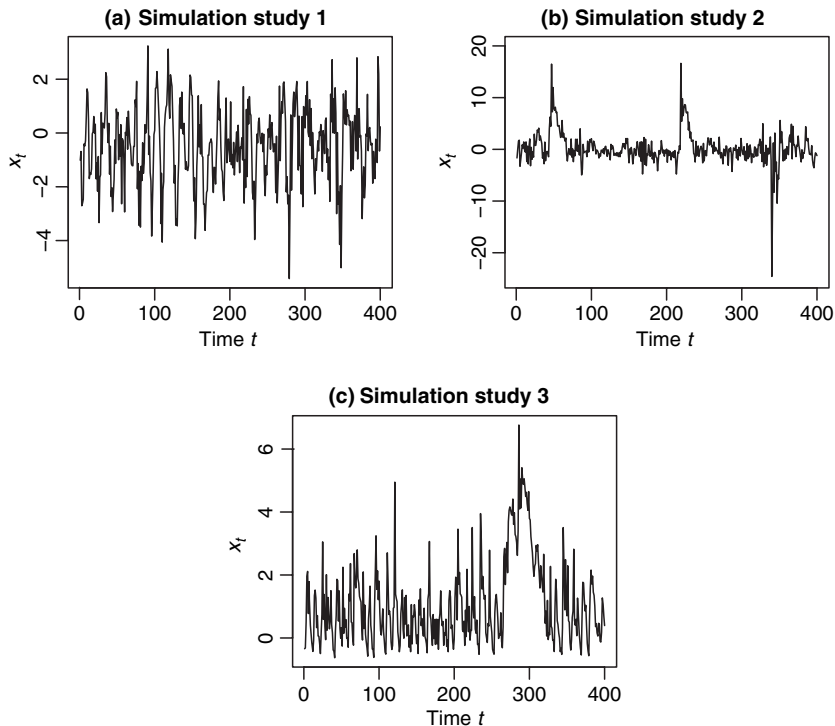 (a) Simulation study 1
2
0
−2
−4
x_t
0 100 200 300 400
Time t
(b) Simulation study 2
20
10
0
−10
−20
x_t
0 100 200 300 400
Time t
(c) Simulation study 3
6
4
2
0
x_t
0 100 200 300 400
Time t